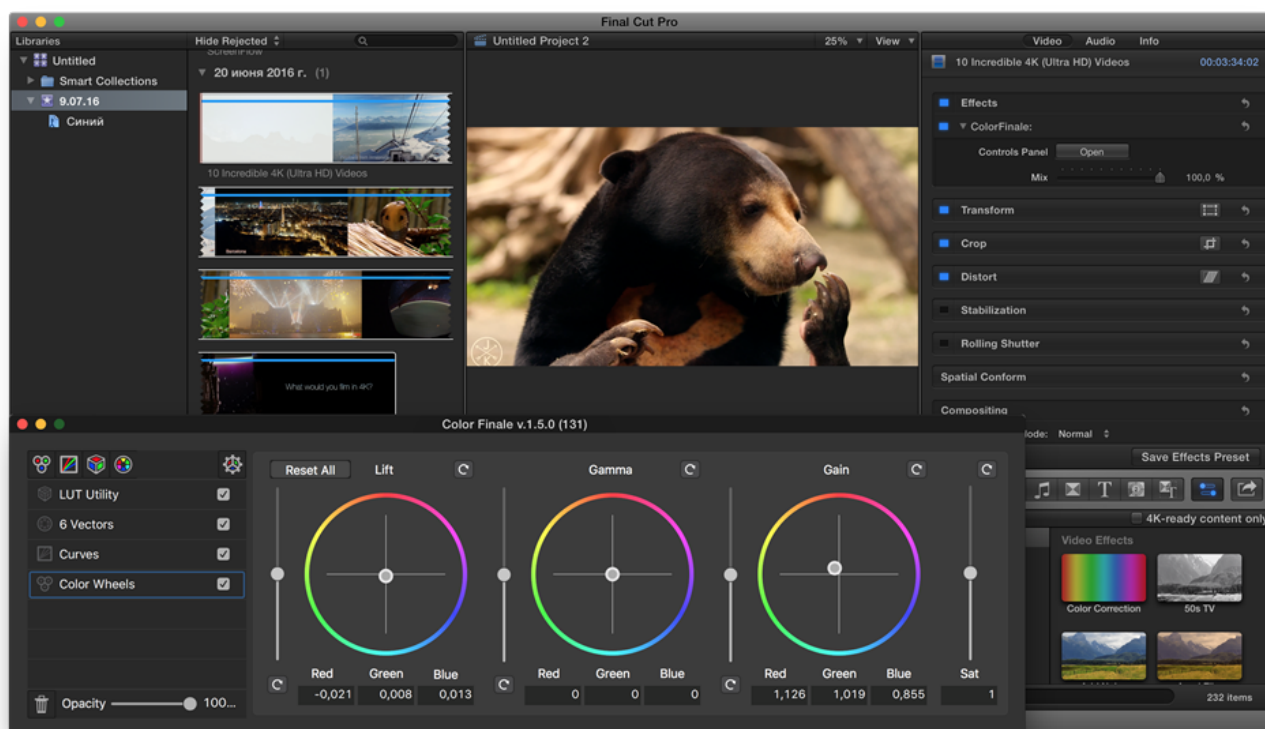 Final Cut Pro
Libraries
Hide Rejected
Untitled Project 2
25%
View
Video
Audio
Info
Untitled
Smart Collections
9.07.16
Синий
ScreenFlow
20 июня 2016 г. (1)
10 Incredible 4K (Ultra HD) Videos
Barcelona
What would you film in 4K?
J K
10 Incredible 4K (Ultra HD) Videos 00:03:34:02
Effects
ColorFinale:
Controls Panel Open
Mix 100,0 %
Transform
Crop
Distort
Stabilization
Rolling Shutter
Spatial Conform
Compositing
Normal
Save Effects Preset
4K-ready content only
Video Effects
Color Correction
50s TV
232 items
Color Finale v.1.5.0 (131)
LUT Utility
6 Vectors
Curves
Color Wheels
Opacity 100...
Reset All Lift Gamma Gain
Red Green Blue Red Green Blue Red Green Blue Sat
-0,021 0,008 0,013 0 0 0 1,126 1,019 0,855 1